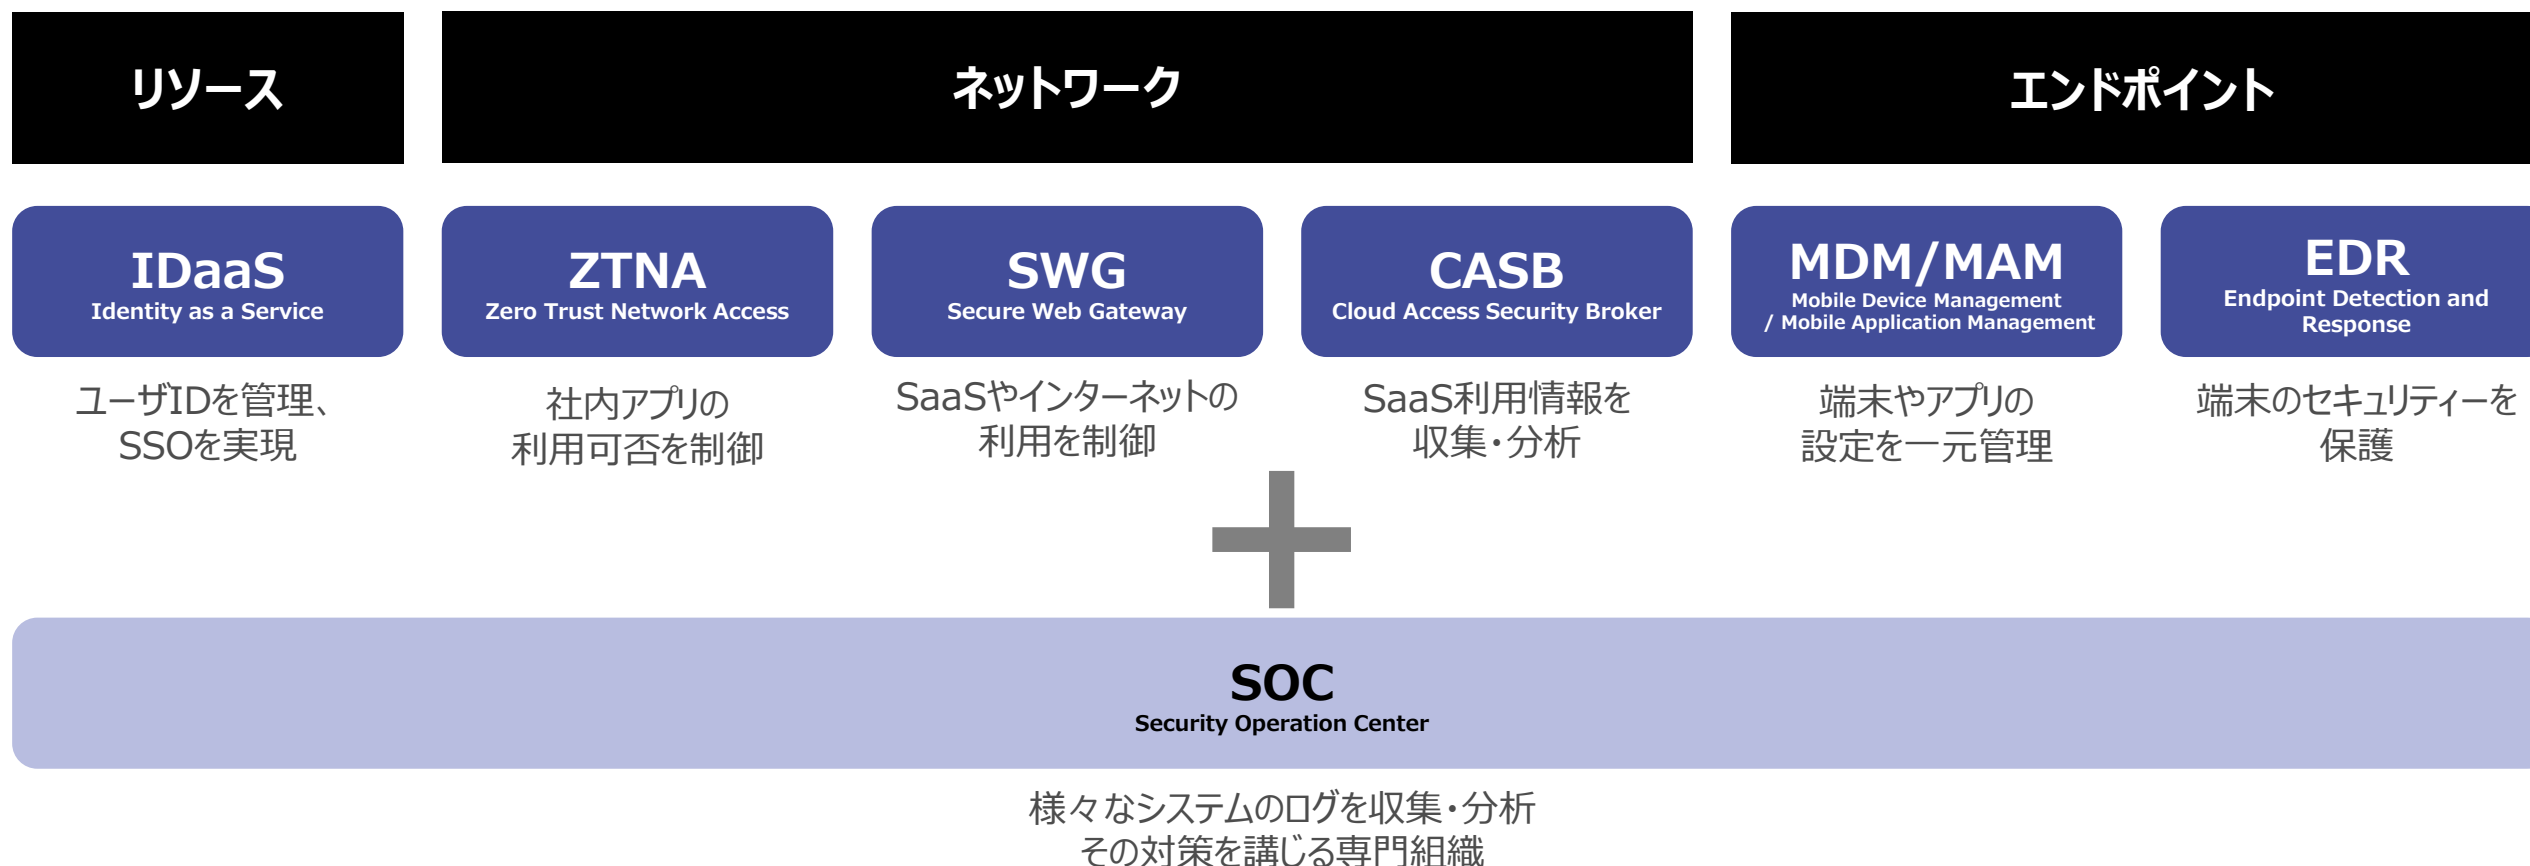 リソース
ネットワーク
エンドポイント
IDaaS
Identity as a Service
ユーザIDを管理、
SSOを実現
ZTNA
Zero Trust Network Access
社内アプリの
利用可否を制御
SWG
Secure Web Gateway
SaaSやインターネットの
利用を制御
CASB
Cloud Access Security Broker
SaaS利用情報を
収集・分析
MDM/MAM
Mobile Device Management
/ Mobile Application Management
端末やアプリの
設定を一元管理
EDR
Endpoint Detection and
Response
端末のセキュリティーを
保護
SOC
Security Operation Center
様々なシステムのログを収集・分析
その対策を講じる専門組織